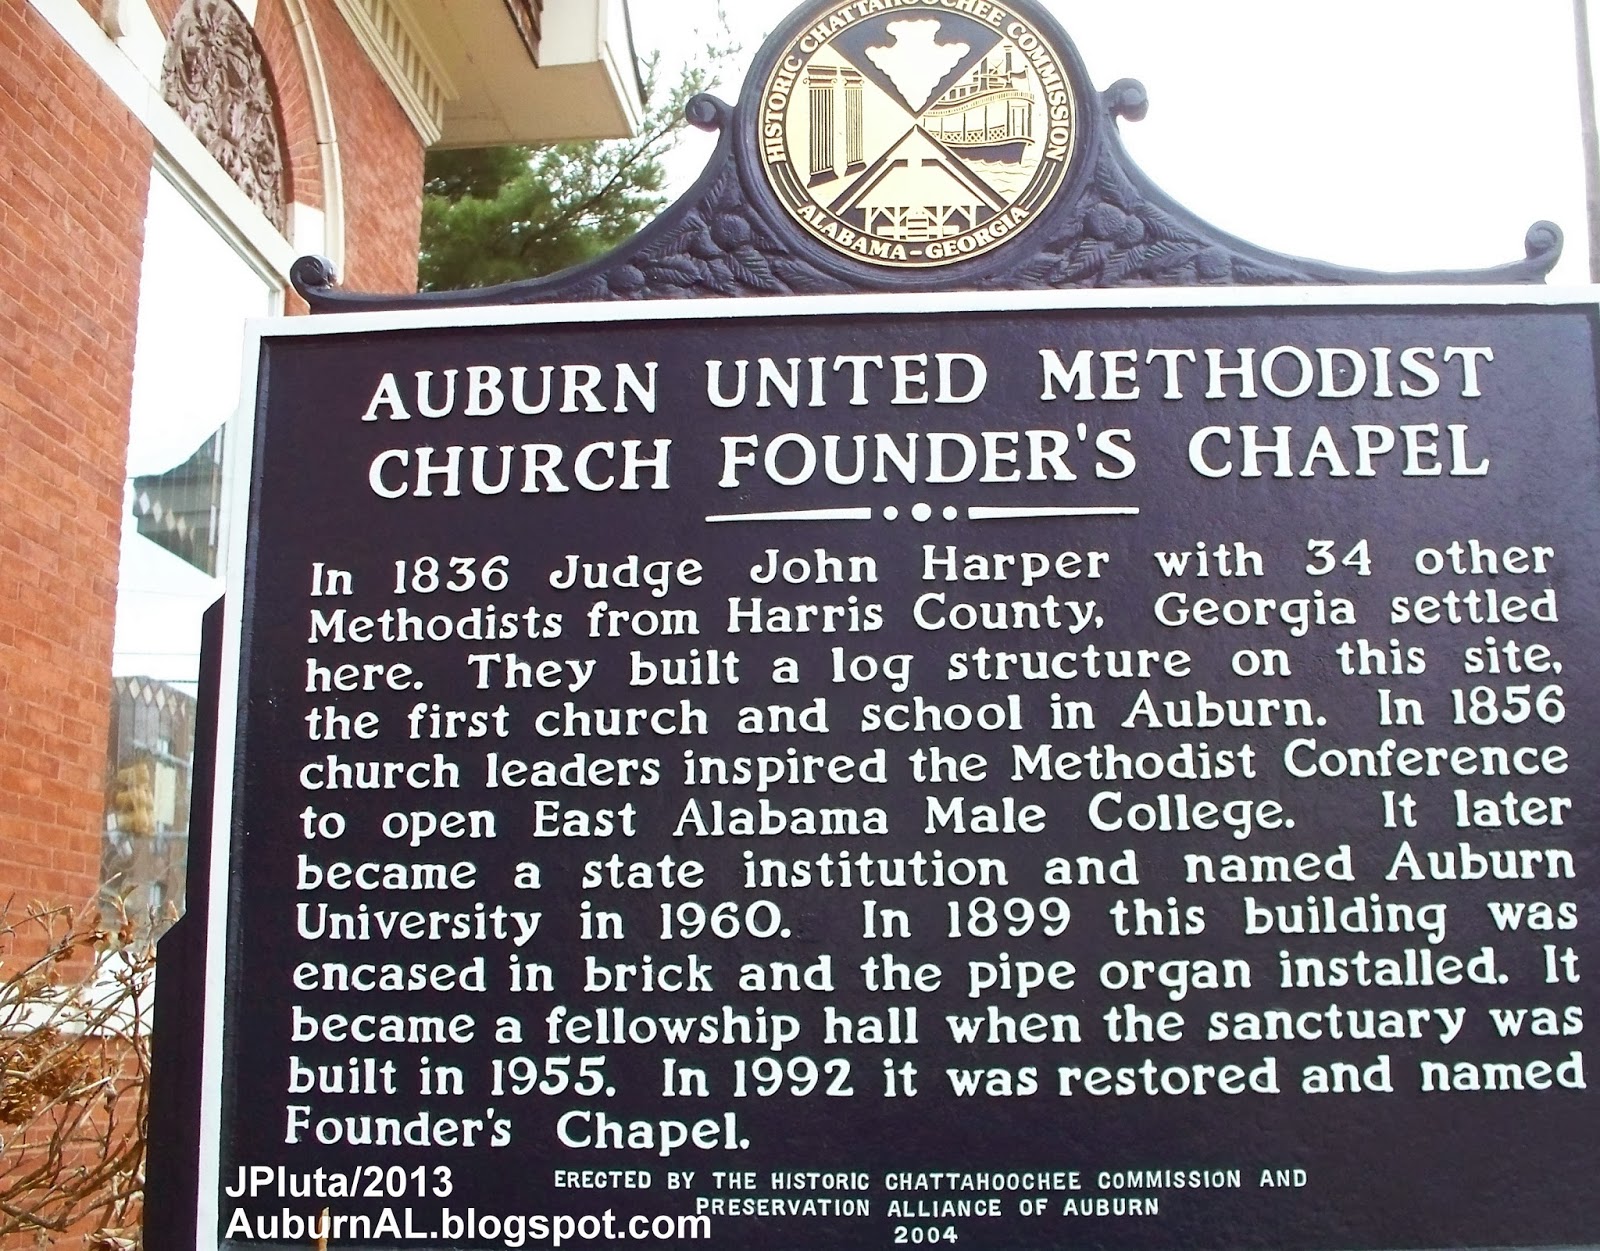 HISTORIC CHATTAHOOCHEE COMMISSION
ALABAMA-GEORGIA
AUBURN UNITED METHODIST
CHURCH FOUNDER'S CHAPEL
In 1836 Judge John Harper with 34 other
Methodists from Harris County, Georgia settled
here. They built a log structure on this site,
the first church and school in Auburn. In 1856
church leaders inspired the Methodist Conference
to open East Alabama Male College. It later
became a state institution and named Auburn
University in 1960. In 1899 this building was
encased in brick and the pipe organ installed. It
became a fellowship hall when the sanctuary was
built in 1955. In 1992 it was restored and named
Founder's Chapel.
ERECTED BY THE HISTORIC CHATTAHOOCHEE COMMISSION AND
PRESERVATION ALLIANCE OF AUBURN
2004
JPluta/2013
AuburnAL.blogspot.com